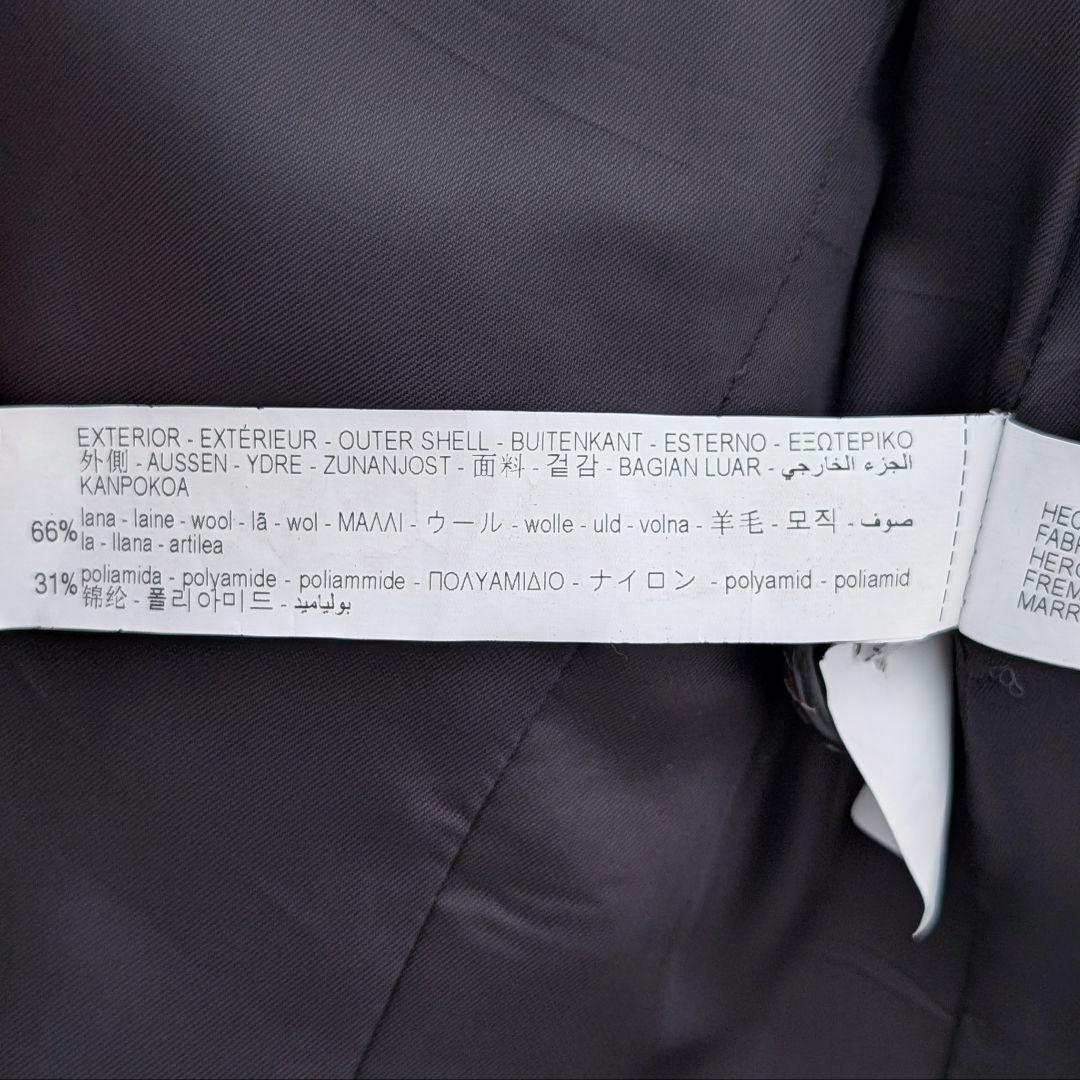 EXTERIOR - EXTÉRIEUR - OUTER SHELL - BUITENKANT - ESTERNO - ΕΞΩΤΕΡΙΚΟ
外側 - AUSSEN - YDRE - ZUNANJOST - 面料 - 겉감 - BAGIAN LUAR - الجزء الخارجي -
KANPOKOA
66% lana - laine - wool - lã - wol - ΜΑΛΛΙ - ウール - wolle - uld - volna - 羊毛 - 모직 - صوف -
la - llana - artilea
31% poliamida - polyamide - poliammide - ΠΟΛΥΑΜΙΔΙΟ - ナイロン - polyamid - poliamid
锦纶 - 폴리아미드 - بولياميد
FREM
MARR